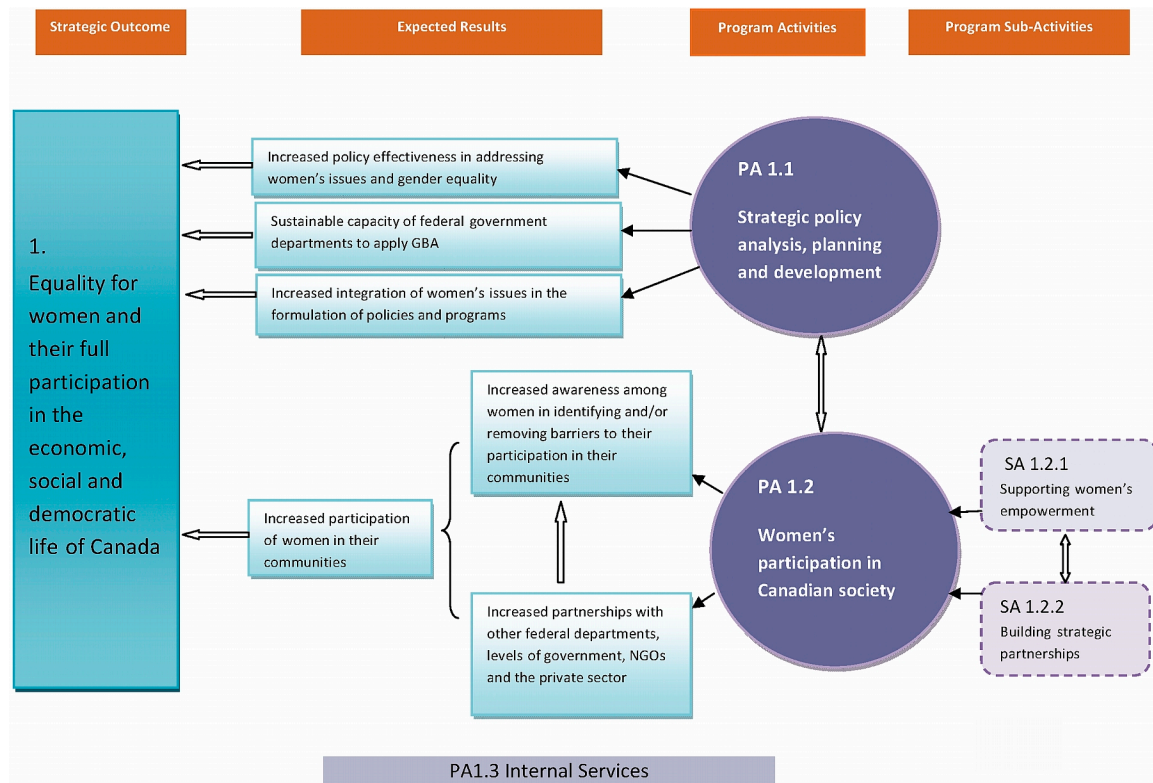 Strategic Outcome
Expected Results
Program Activities
Program Sub-Activities
1.
Equality for
women and
their full
participation
in the
economic,
social and
democratic
life of Canada
Increased policy effectiveness in addressing
women's issues and gender equality
Sustainable capacity of federal government
departments to apply GBA
Increased integration of women's issues in the
formulation of policies and programs
PA 1.1
Strategic policy
analysis, planning
and development
Increased participation
of women in their
communities
Increased awareness among
women in identifying and/or
removing barriers to their
participation in their
communities
Increased partnerships with
other federal departments,
levels of government, NGOs
and the private sector
PA 1.2
Women's
participation in
Canadian society
SA 1.2.1
Supporting women's
empowerment
SA 1.2.2
Building strategic
partnerships
PA1.3 Internal Services